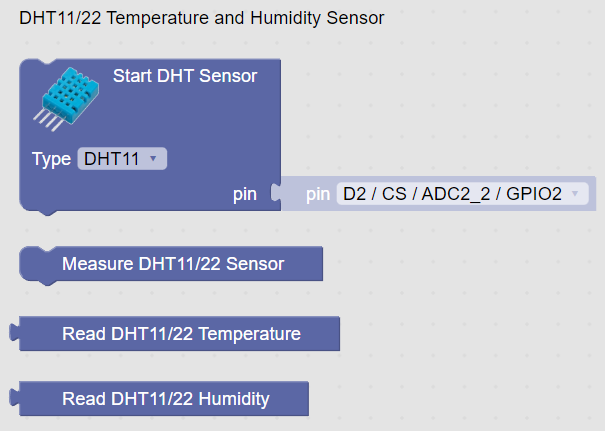 DHT11/22 Temperature and Humidity Sensor
Start DHT Sensor
Type DHT11
pin pin D2 / CS / ADC2_2 / GPIO2
Measure DHT11/22 Sensor
Read DHT11/22 Temperature
Read DHT11/22 Humidity